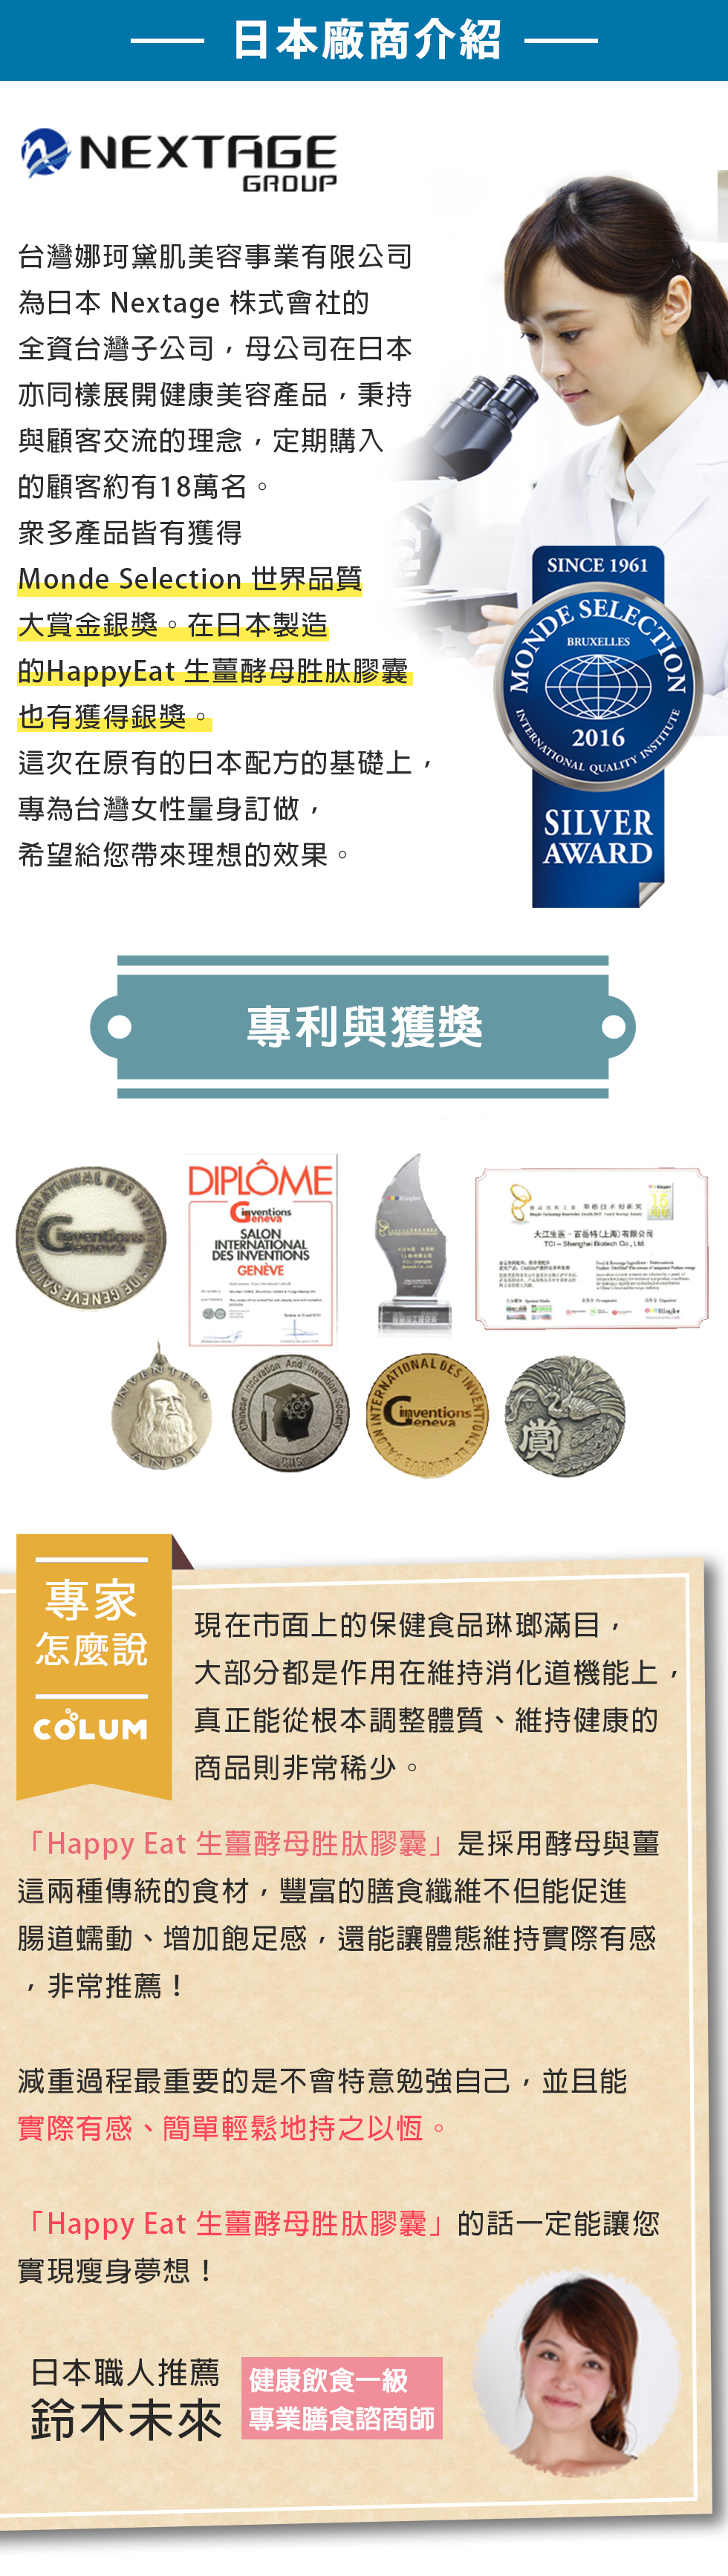 日本廠商介紹
NEXTAGE
GROUP
台灣娜珂黛肌美容事業有限公司
為日本 Nextage 株式會社的
全資台灣子公司，母公司在日本
亦同樣展開健康美容產品，秉持
與顧客交流的理念，定期購入
的顧客約有18萬名。
眾多產品皆有獲得
Monde Selection 世界品質
大賞金銀獎。在日本製造
的HappyEat 生薑酵母胜肽膠囊
也有獲得銀獎。
這次在原有的日本配方的基礎上，
專為台灣女性量身訂做，
希望給您帶來理想的效果。
SINCE 1961
MONDE SELECTION
BRUXELLES
2016
INTERNATIONAL QUALITY INSTITUTE
SILVER
AWARD
專利與獲獎
inventions
Geneva
DIPLÔME
inventions
Geneva
SALON
INTERNATIONAL
DES INVENTIONS
GENÈVE
Ringier
大江生医-百岳特(上海)有限公司
TCI - Shanghai Biotech Co., Ltd.
INVENTECO
ANDI
Chinese Innovation And Invention Society
CIIS
INTERNATIONAL DES INVENTIONS
inventions
Geneva
賞
專家
怎麼說
COLUM
現在市面上的保健食品琳瑯滿目，
大部分都是作用在維持消化道機能上，
真正能從根本調整體質、維持健康的
商品則非常稀少。
「Happy Eat 生薑酵母胜肽膠囊」是採用酵母與薑
這兩種傳統的食材，豐富的膳食纖維不但能促進
腸道蠕動、增加飽足感，還能讓體態維持實際有感
，非常推薦！
減重過程最重要的是不會特意勉強自己，並且能
實際有感、簡單輕鬆地持之以恆。
「Happy Eat 生薑酵母胜肽膠囊」的話一定能讓您
實現瘦身夢想！
日本職人推薦
鈴木未來
健康飲食一級
專業膳食諮商師